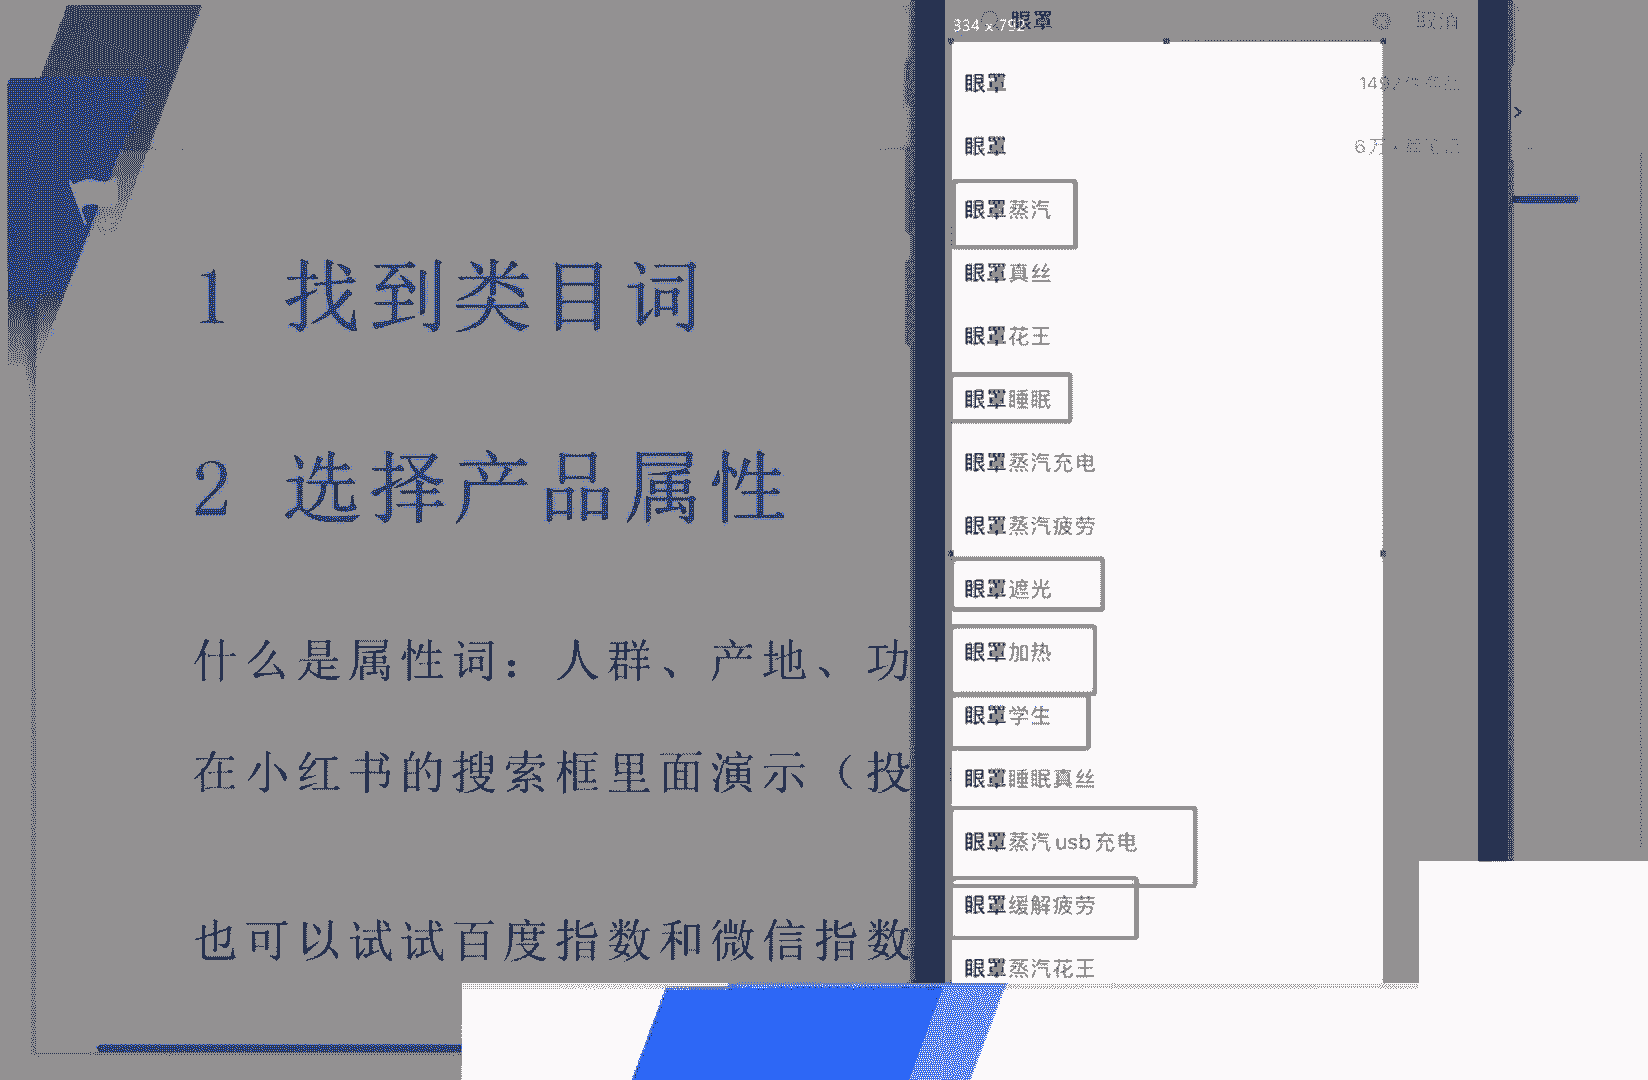 1 找到类目词
2 选择产品属性
什么是属性词：人群、产地、功
在小红书的搜索框里面演示（投
也可以试试百度指数和微信指数
334 x 792
眼罩
取消
眼罩
149
眼罩
6万+
眼罩蒸汽
眼罩真丝
眼罩花王
眼罩睡眠
眼罩蒸汽充电
眼罩蒸汽疲劳
眼罩遮光
眼罩加热
眼罩学生
眼罩睡眠真丝
眼罩蒸汽usb充电
眼罩缓解疲劳
眼罩蒸汽花王